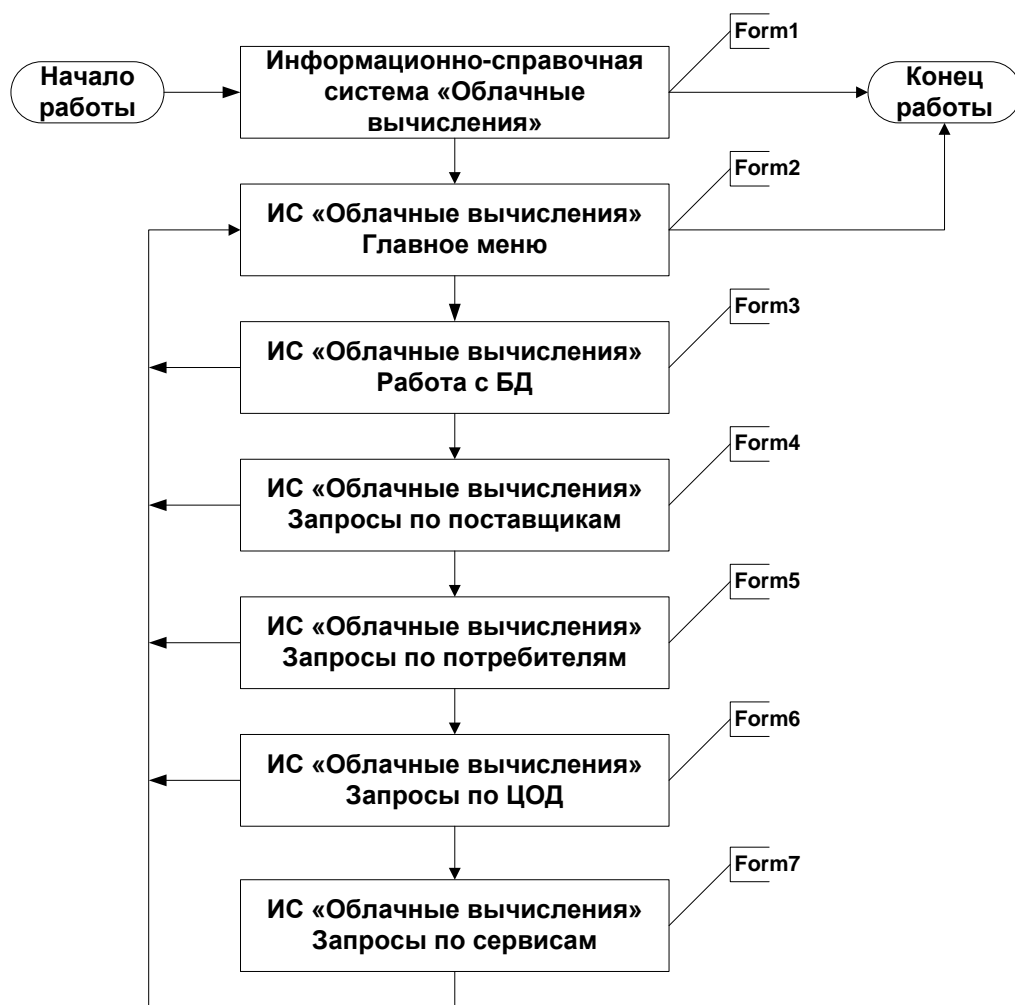 Form1
Начало
работы
Информационно-справочная
система «Облачные
вычисления»
Конец
работы
Form2
ИС «Облачные вычисления»
Главное меню
Form3
ИС «Облачные вычисления»
Работа с БД
Form4
ИС «Облачные вычисления»
Запросы по поставщикам
Form5
ИС «Облачные вычисления»
Запросы по потребителям
Form6
ИС «Облачные вычисления»
Запросы по ЦОД
Form7
ИС «Облачные вычисления»
Запросы по сервисам